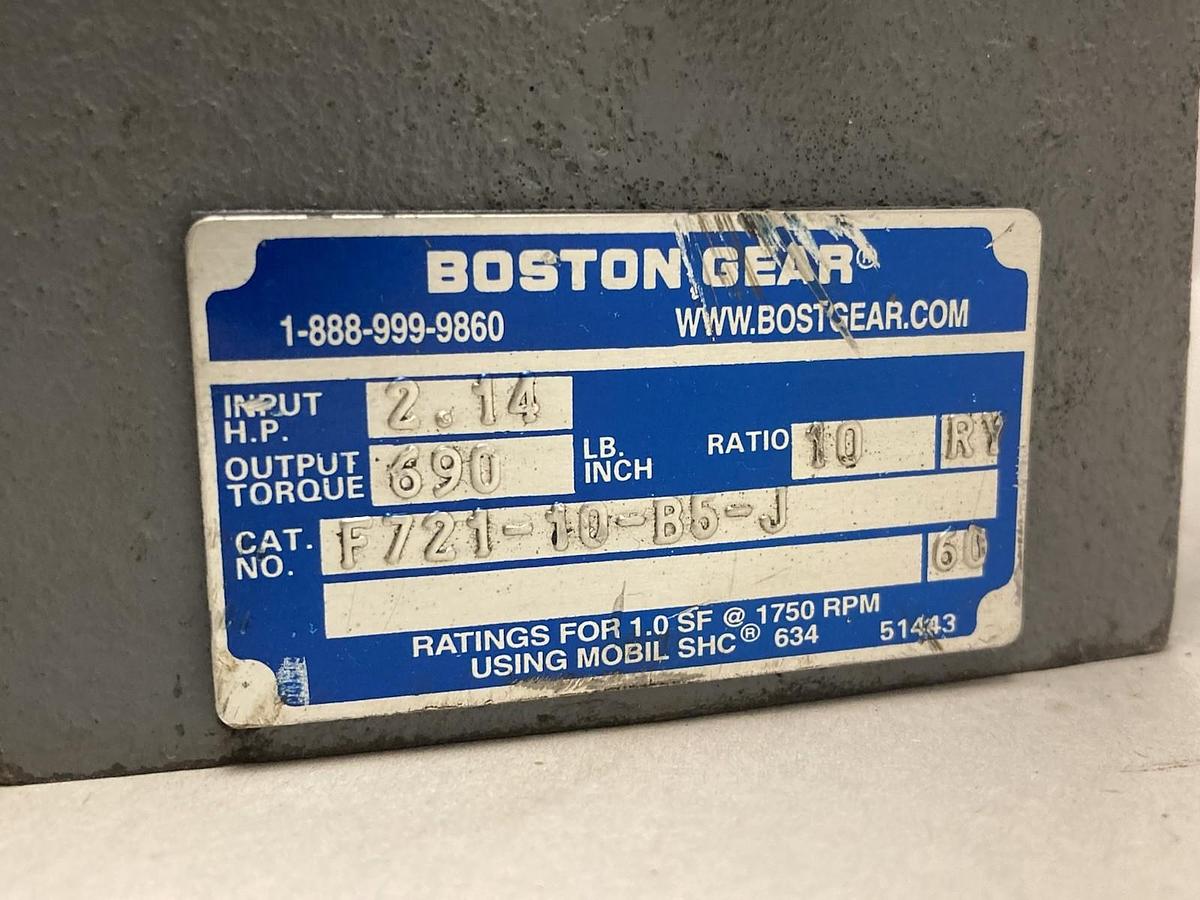 BOSTON GEAR®
1-888-999-9860 WWW.BOSTGEAR.COM
INPUT H.P. 2.14
OUTPUT TORQUE 690 LB. INCH RATIO 10 RY
CAT. NO. F721-10-B5-J
60
RATINGS FOR 1.0 SF @ 1750 RPM
USING MOBIL SHC® 634 51443